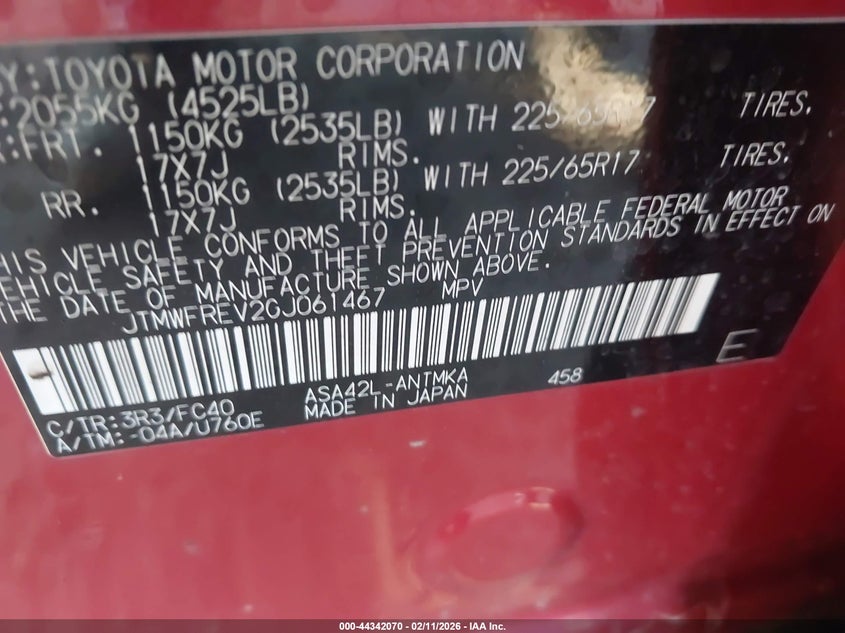 Y:TOYOTA MOTOR CORPORATION
:2055KG (4525LB)
R:FRT. 1150KG (2535LB) WITH 225/65R17 TIRES.
17X7J RIMS.
RR. 1150KG (2535LB) WITH 225/65R17 TIRES.
17X7J RIMS.
HIS VEHICLE CONFORMS TO ALL APPLICABLE FEDERAL MOTOR
EHICLE SAFETY AND THEFT PREVENTION STANDARDS IN EFFECT ON
THE DATE OF MANUFACTURE SHOWN ABOVE.
JTMWFREV2GJ061467 MPV
E
C/TR:3R3/FC40 ASA42L-ANTMKA 458
A/TM:-04A/U760E MADE IN JAPAN
000-44342070 - 02/11/2026 - IAA Inc.